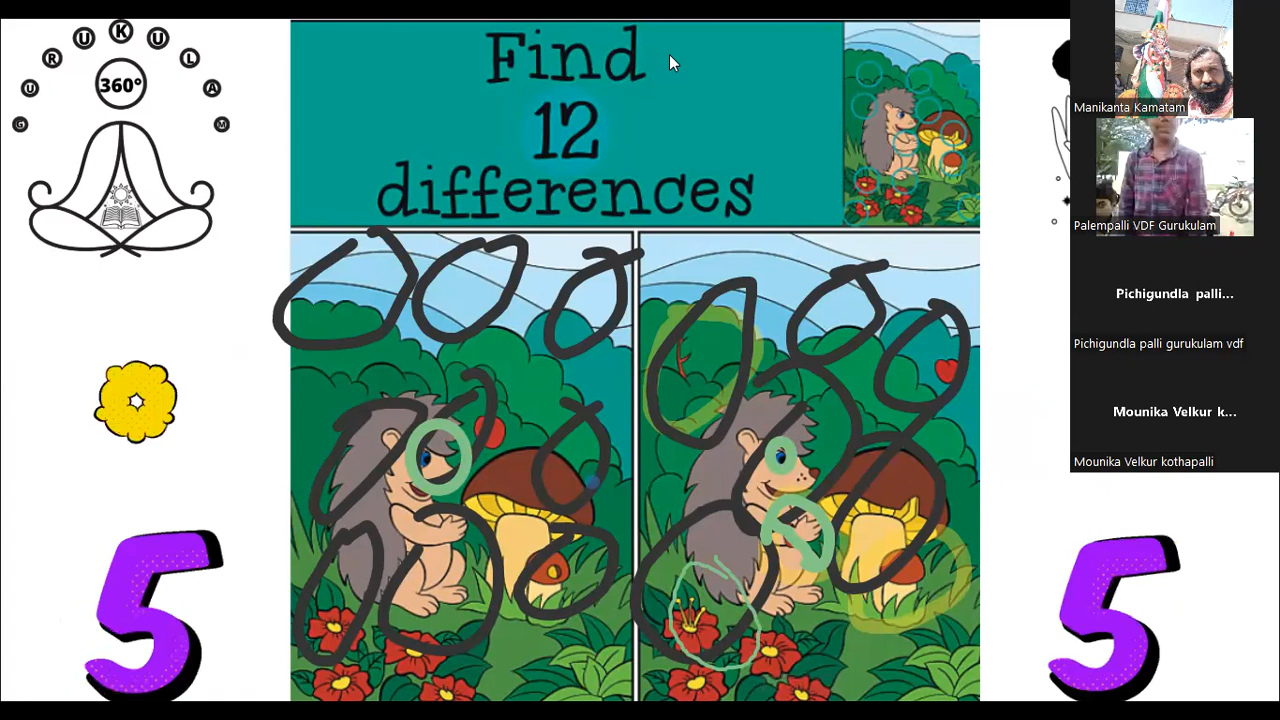 GURUKULAM
360°
Find
12
differences
5
5
Manikanta Kamatam
Palempalli VDF Gurukulam
Pichigundla palli...
Pichigundla palli gurukulam vdf
Mounika Velkur k...
Mounika Velkur kothapalli